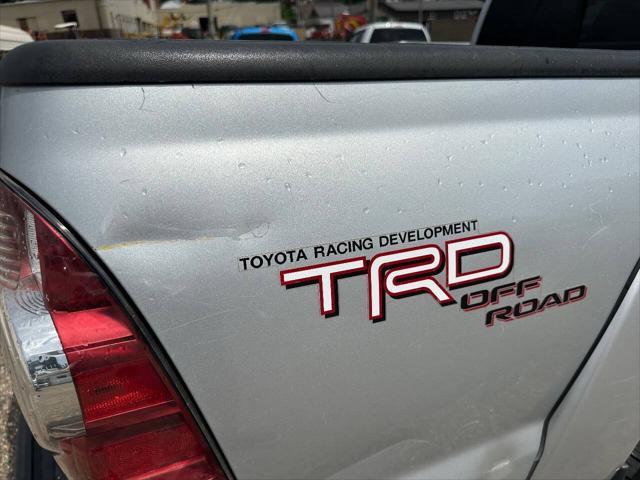 TOYOTA RACING DEVELOPMENT
TRD
OFF
ROAD